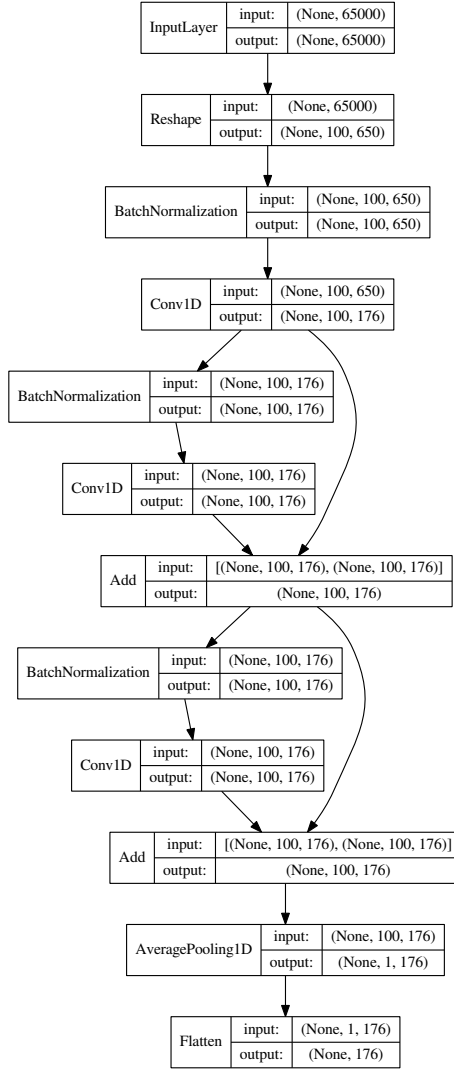 InputLayer
input: (None, 65000)
output: (None, 65000)
Reshape
input: (None, 65000)
output: (None, 100, 650)
BatchNormalization
input: (None, 100, 650)
output: (None, 100, 650)
Conv1D
input: (None, 100, 650)
output: (None, 100, 176)
BatchNormalization
input: (None, 100, 176)
output: (None, 100, 176)
Conv1D
input: (None, 100, 176)
output: (None, 100, 176)
Add
input: [(None, 100, 176), (None, 100, 176)]
output: (None, 100, 176)
BatchNormalization
input: (None, 100, 176)
output: (None, 100, 176)
Conv1D
input: (None, 100, 176)
output: (None, 100, 176)
Add
input: [(None, 100, 176), (None, 100, 176)]
output: (None, 100, 176)
AveragePooling1D
input: (None, 100, 176)
output: (None, 1, 176)
Flatten
input: (None, 1, 176)
output: (None, 176)